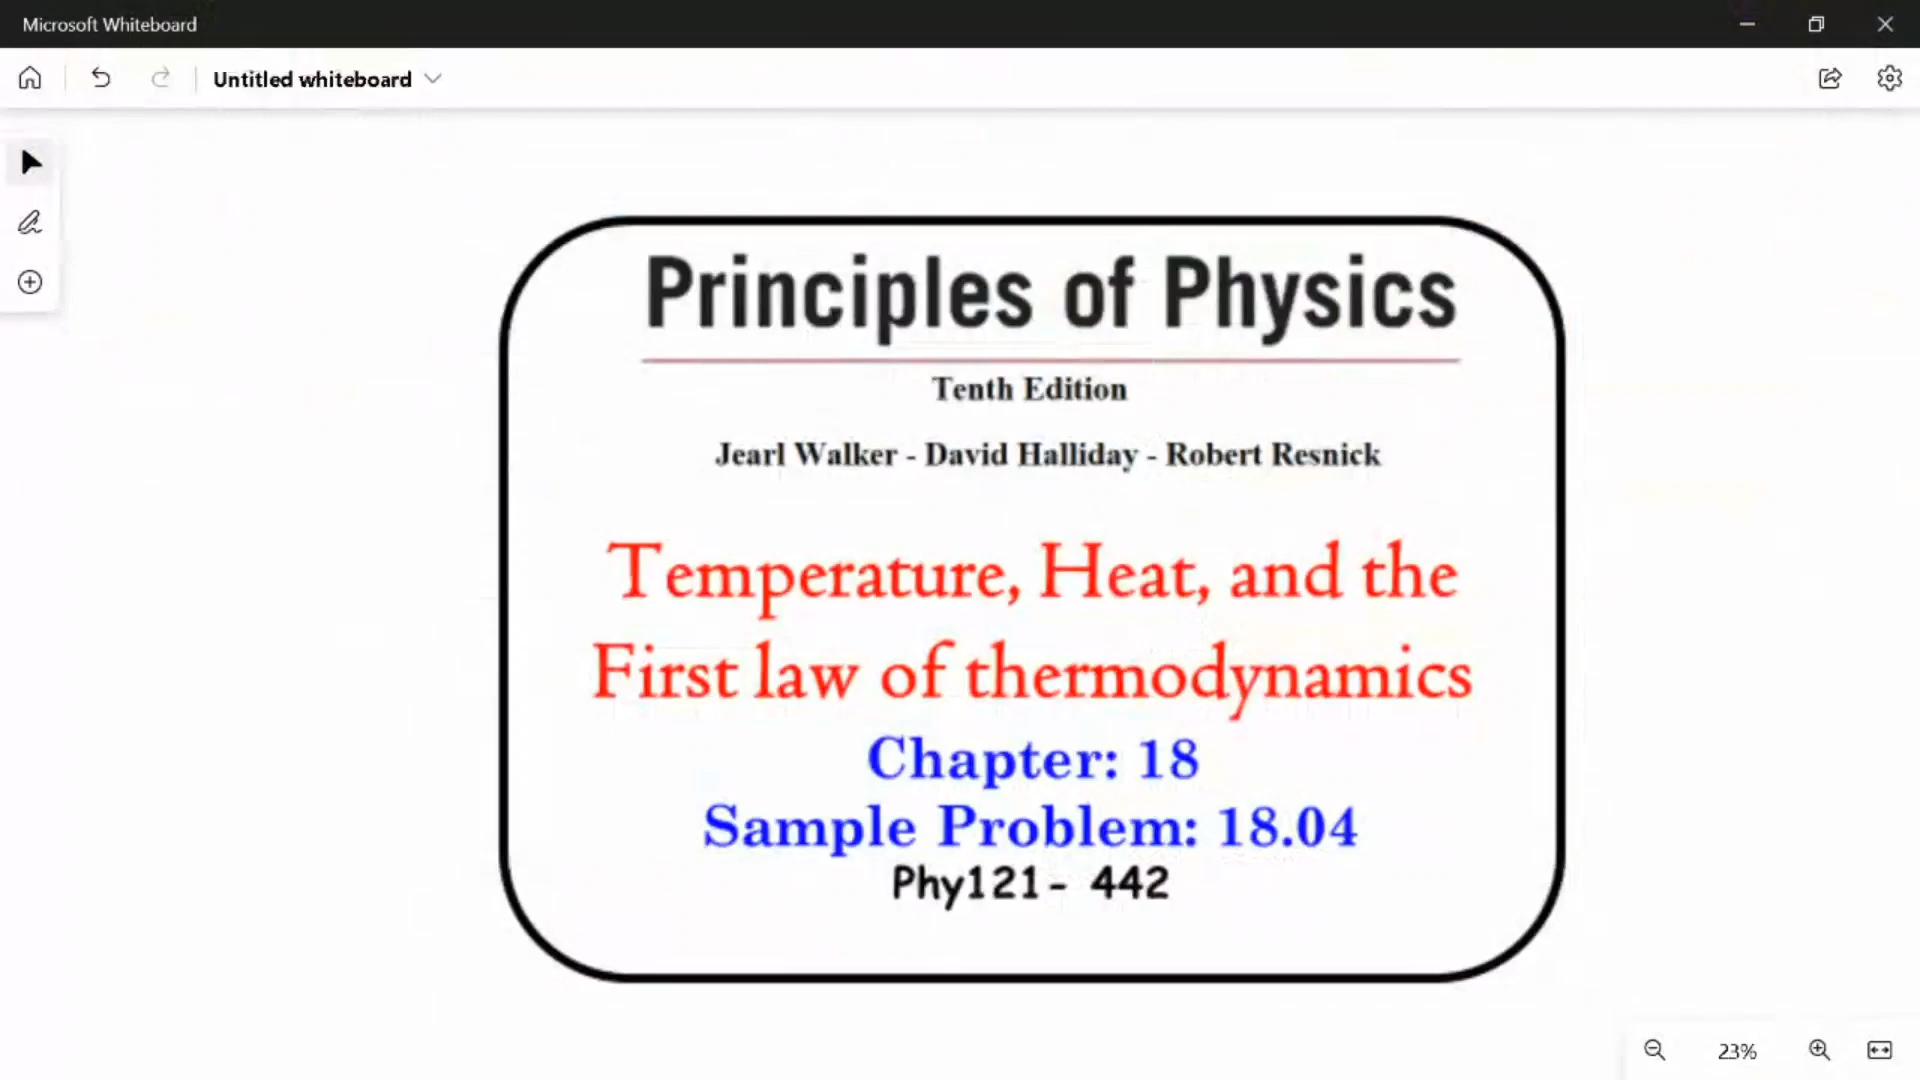 Microsoft Whiteboard
Untitled whiteboard
Principles of Physics
Tenth Edition
Jearl Walker - David Halliday - Robert Resnick
Temperature, Heat, and the
First law of thermodynamics
Chapter: 18
Sample Problem: 18.04
Phy121- 442
23%